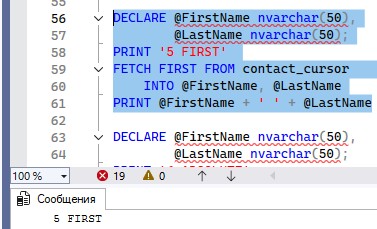 55
56 DECLARE @FirstName nvarchar(50),
57 @LastName nvarchar(50);
58 PRINT '5 FIRST'
59 FETCH FIRST FROM contact_cursor
60 INTO @FirstName, @LastName
61 PRINT @FirstName + ' ' + @LastName
62
63 DECLARE @FirstName nvarchar(50),
64 @LastName nvarchar(50);
100 % 19 0
Сообщения
5 FIRST